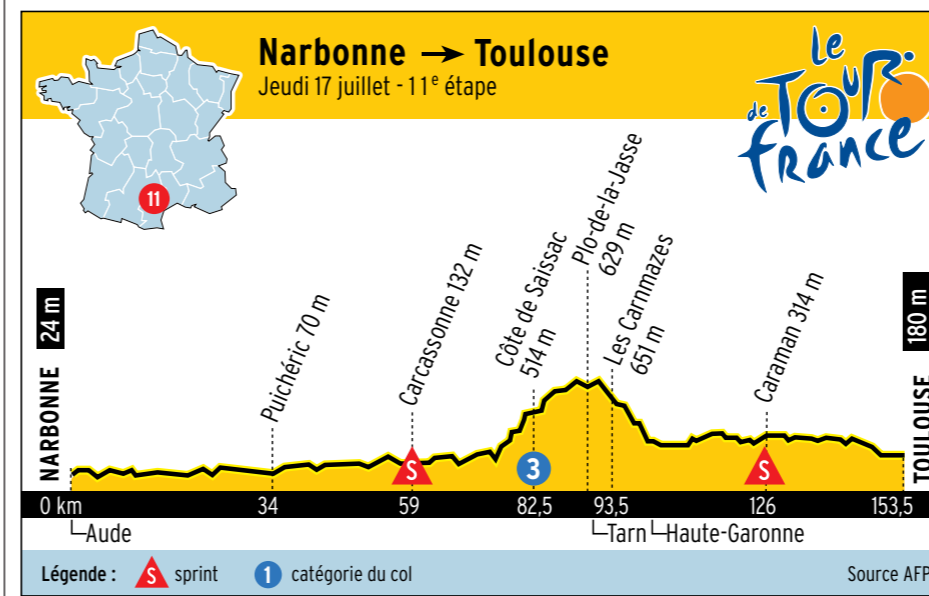 Narbonne → Toulouse
Jeudi 17 juillet - 11e étape
le
TOUR
de
france
11
NARBONNE 24 m
Puichéric 70 m
Carcassonne 132 m
Côte de Saissac
514 m
Plo-de-la-Jasse
629 m
Les Carnmazes
651 m
Caraman 314 m
TOULOUSE 180 m
S
3
S
0 km 34 59 82,5 93,5 126 153,5
Aude Tarn Haute-Garonne
Légende : S sprint 1 catégorie du col Source AFP